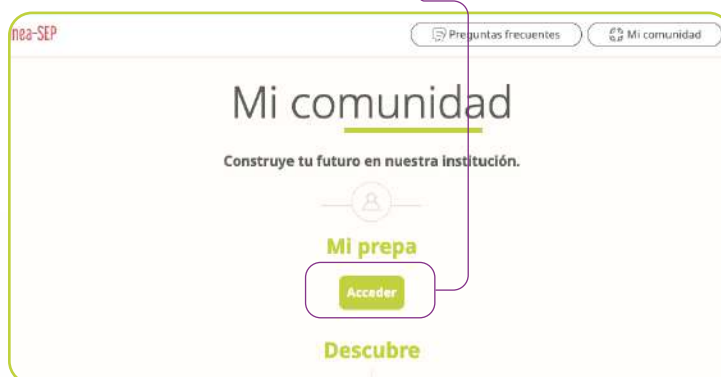 nea-SEP
Preguntas frecuentes
Mi comunidad
Mi comunidad
Construye tu futuro en nuestra institución.
Mi prepa
Acceder
Descubre